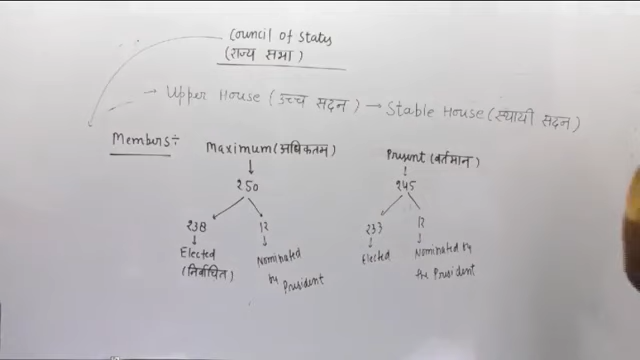 Council of States
(राज्य सभा)
→ Upper House (उच्च सदन) → Stable House (स्थायी सदन)
Members÷ Maximum (अधिकतम) Present (वर्तमान)
250 245
238 12 233 12
Elected Nominated Elected Nominated by
(निर्वाचित) by President the President